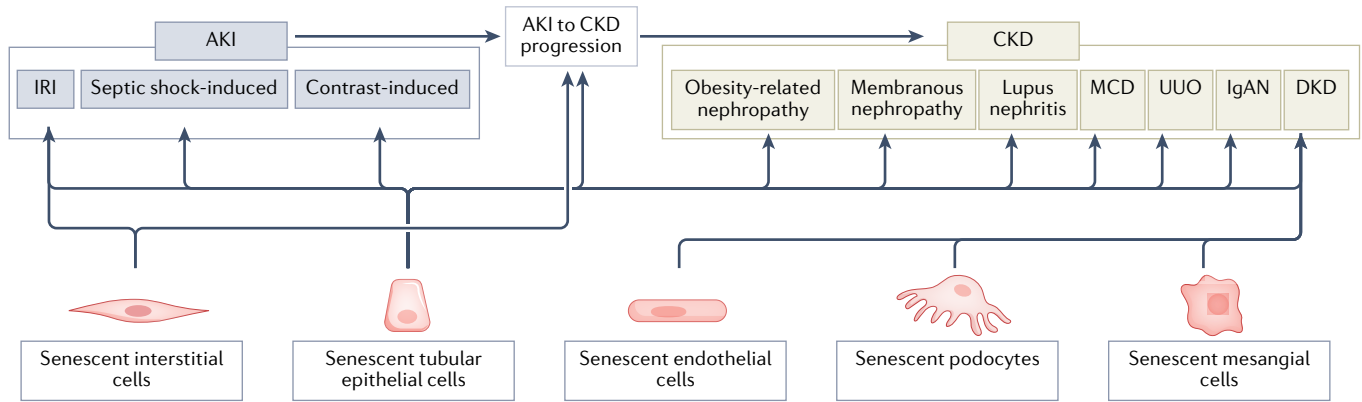 AKI
AKI to CKD
progression
CKD
IRI
Septic shock-induced
Contrast-induced
Obesity-related
nephropathy
Membranous
nephropathy
Lupus
nephritis
MCD
UUO
IgAN
DKD
Senescent interstitial
cells
Senescent tubular
epithelial cells
Senescent endothelial
cells
Senescent podocytes
Senescent mesangial
cells